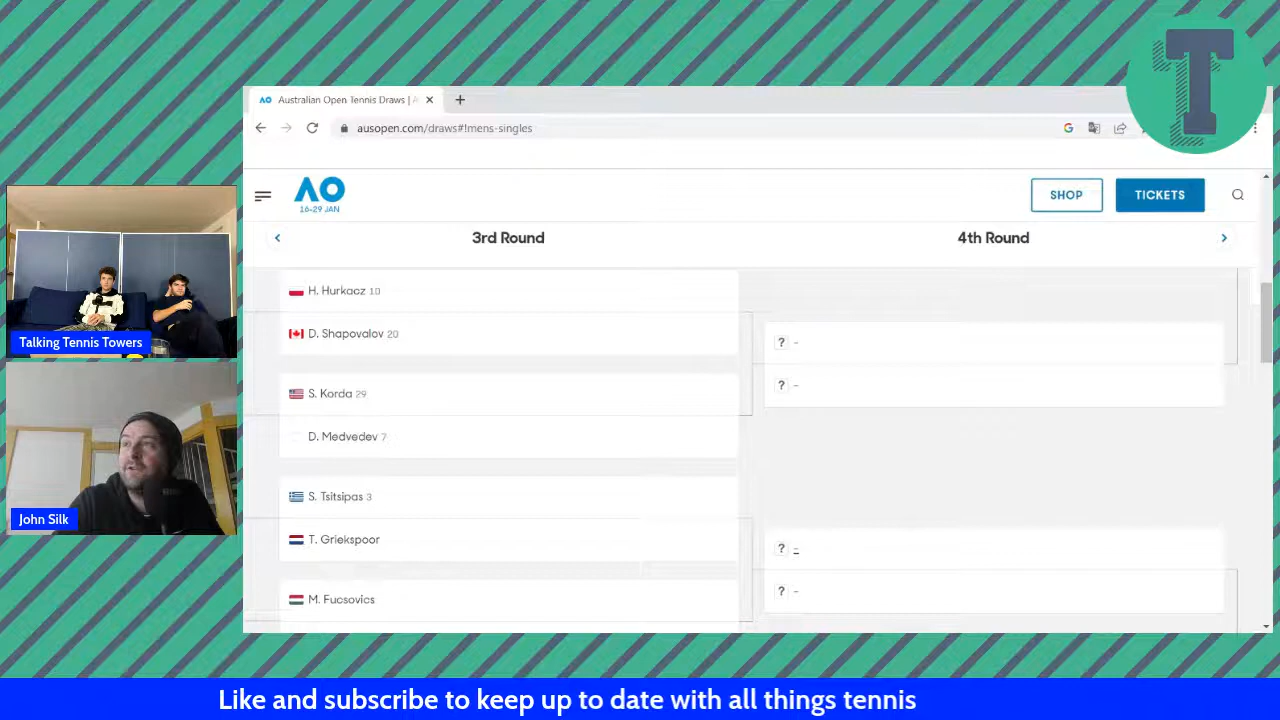 T
Australian Open Tennis Draws | A
ausopen.com/draws#!mens-singles
AO
16-29 JAN
SHOP
TICKETS
3rd Round
4th Round
H. Hurkacz 10
D. Shapovalov 20
? -
S. Korda 29
? -
D. Medvedev 7
S. Tsitsipas 3
T. Griekspoor
? -
M. Fucsovics
? -
Talking Tennis Towers
John Silk
Like and subscribe to keep up to date with all things tennis